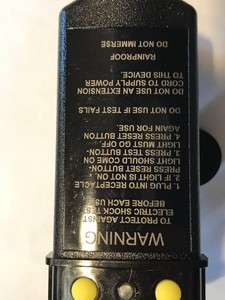 WARNING
TO PROTECT AGAINST
ELECTRIC SHOCK TEST
BEFORE EACH USE
1. PLUG INTO RECEPTACLE
2. IF LIGHT IS NOT ON,
PRESS RESET BUTTON-
LIGHT SHOULD COME ON
3. PRESS TEST BUTTON-
LIGHT MUST GO OFF.
4. PRESS RESET BUTTON
AGAIN FOR USE.
DO NOT USE IF TEST FAILS
DO NOT USE AN EXTENSION
CORD TO SUPPLY POWER
TO THIS DEVICE.
RAINPROOF
DO NOT IMMERSE